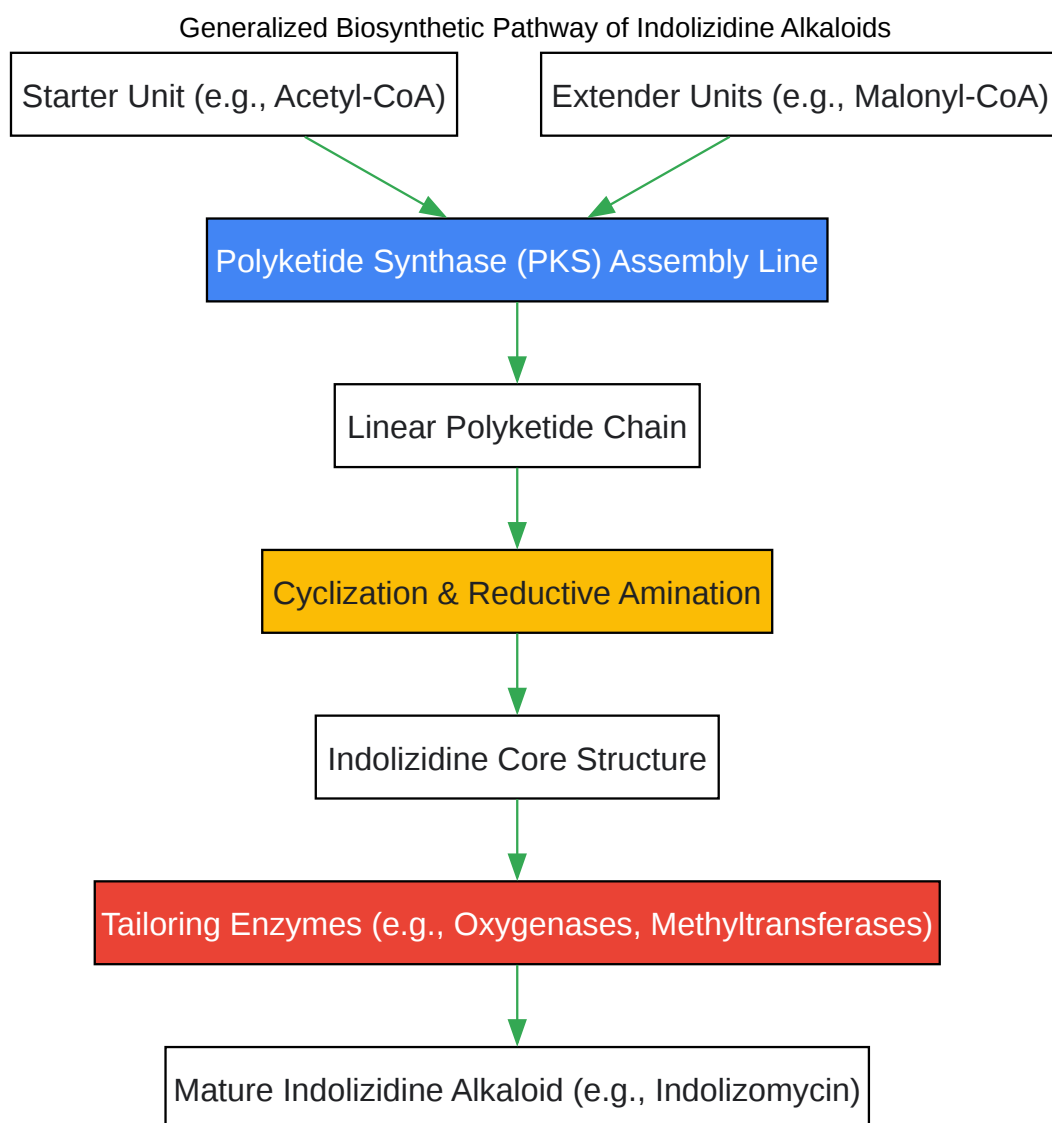 Generalized Biosynthetic Pathway of Indolizidine Alkaloids
Starter Unit (e.g., Acetyl-CoA)
Extender Units (e.g., Malonyl-CoA)
Polyketide Synthase (PKS) Assembly Line
Linear Polyketide Chain
Cyclization & Reductive Amination
Indolizidine Core Structure
Tailoring Enzymes (e.g., Oxygenases, Methyltransferases)
Mature Indolizidine Alkaloid (e.g., Indolizomycin)